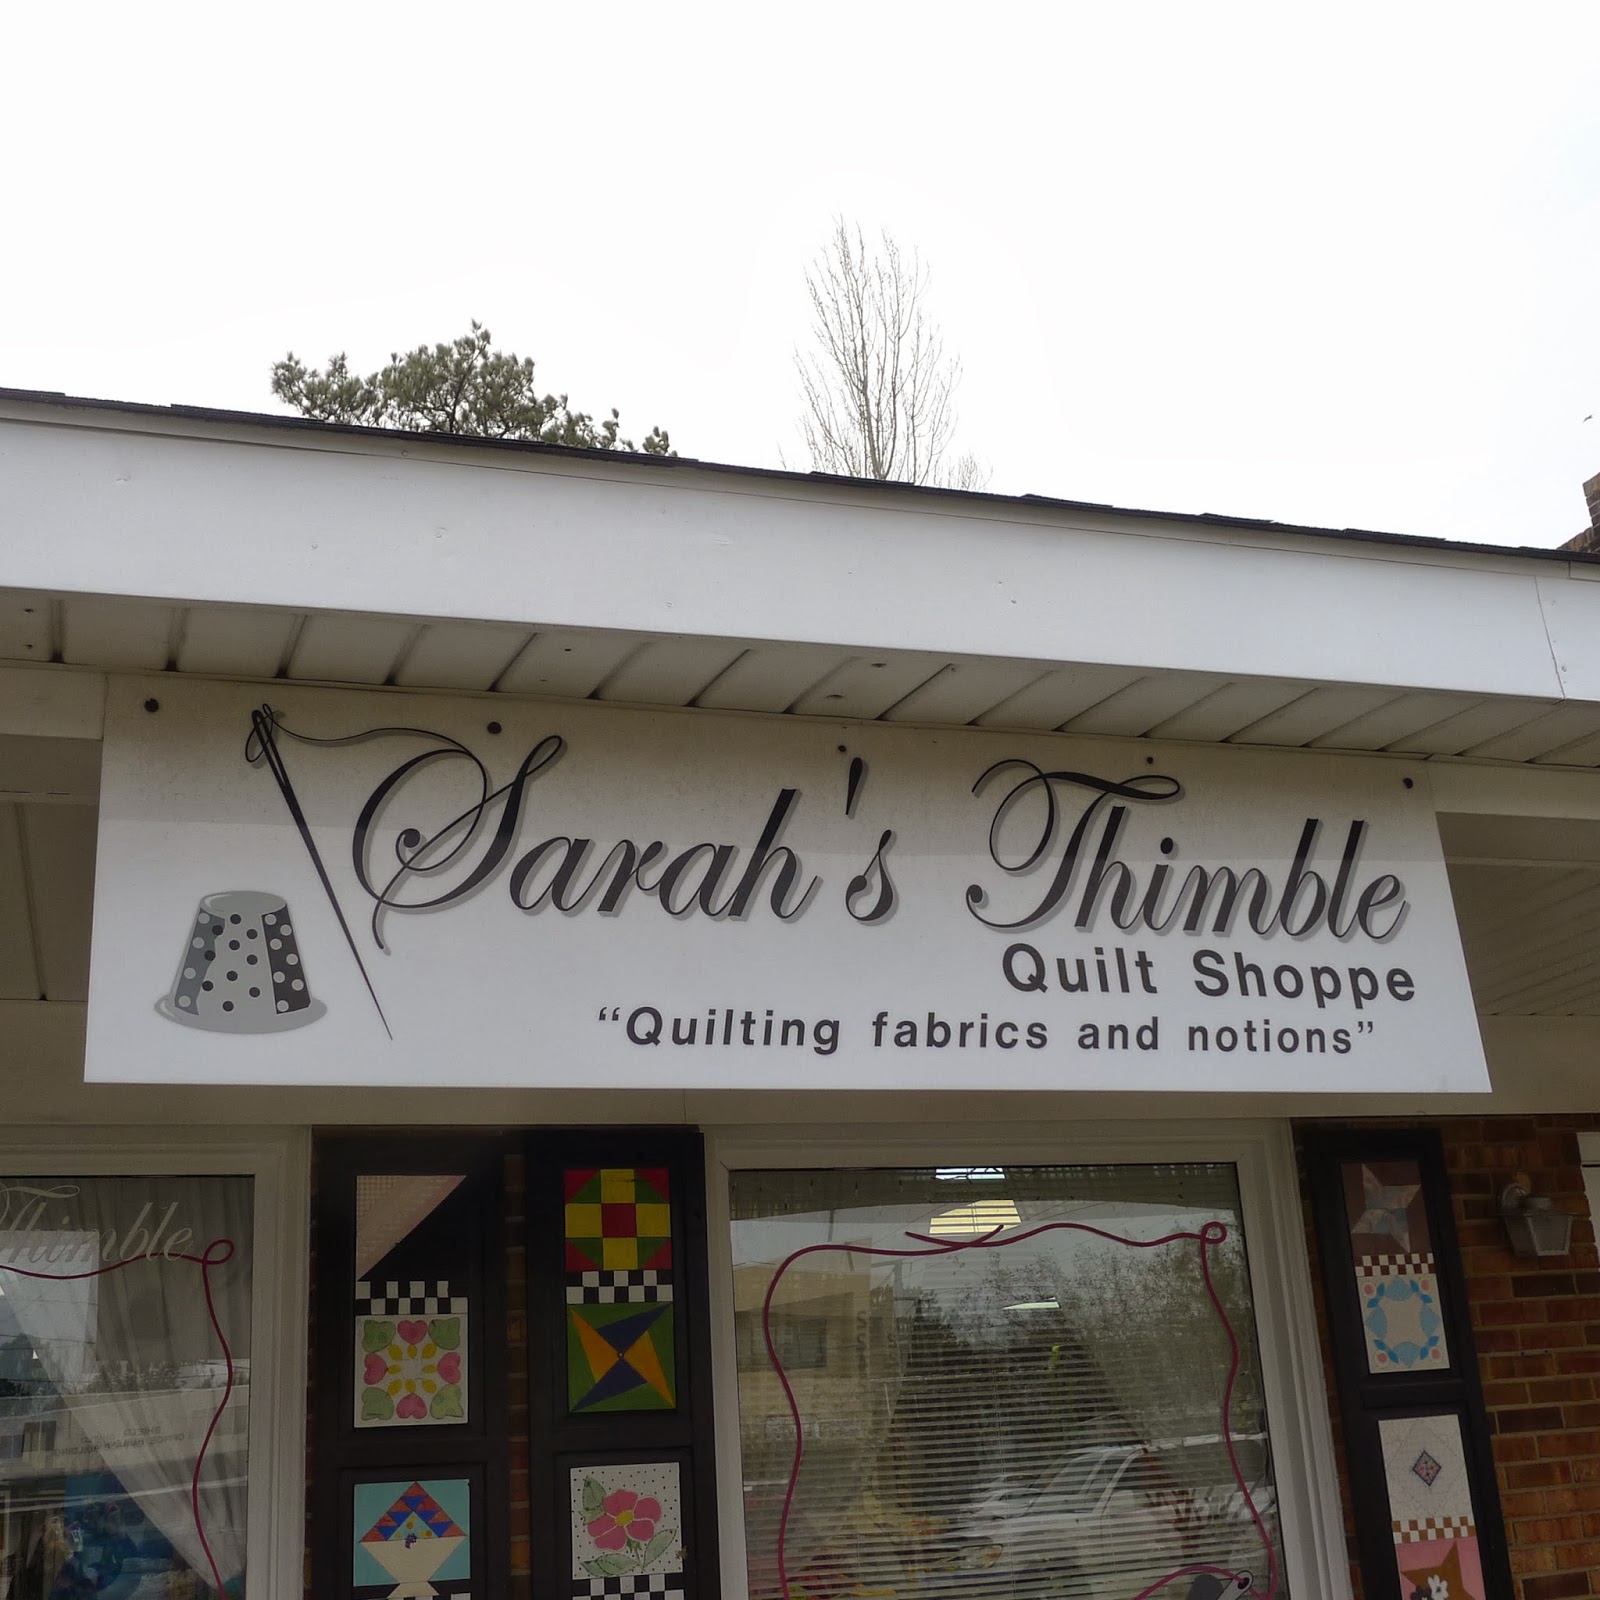 Sarah's Thimble
Quilt Shoppe
“Quilting fabrics and notions”
Thimble